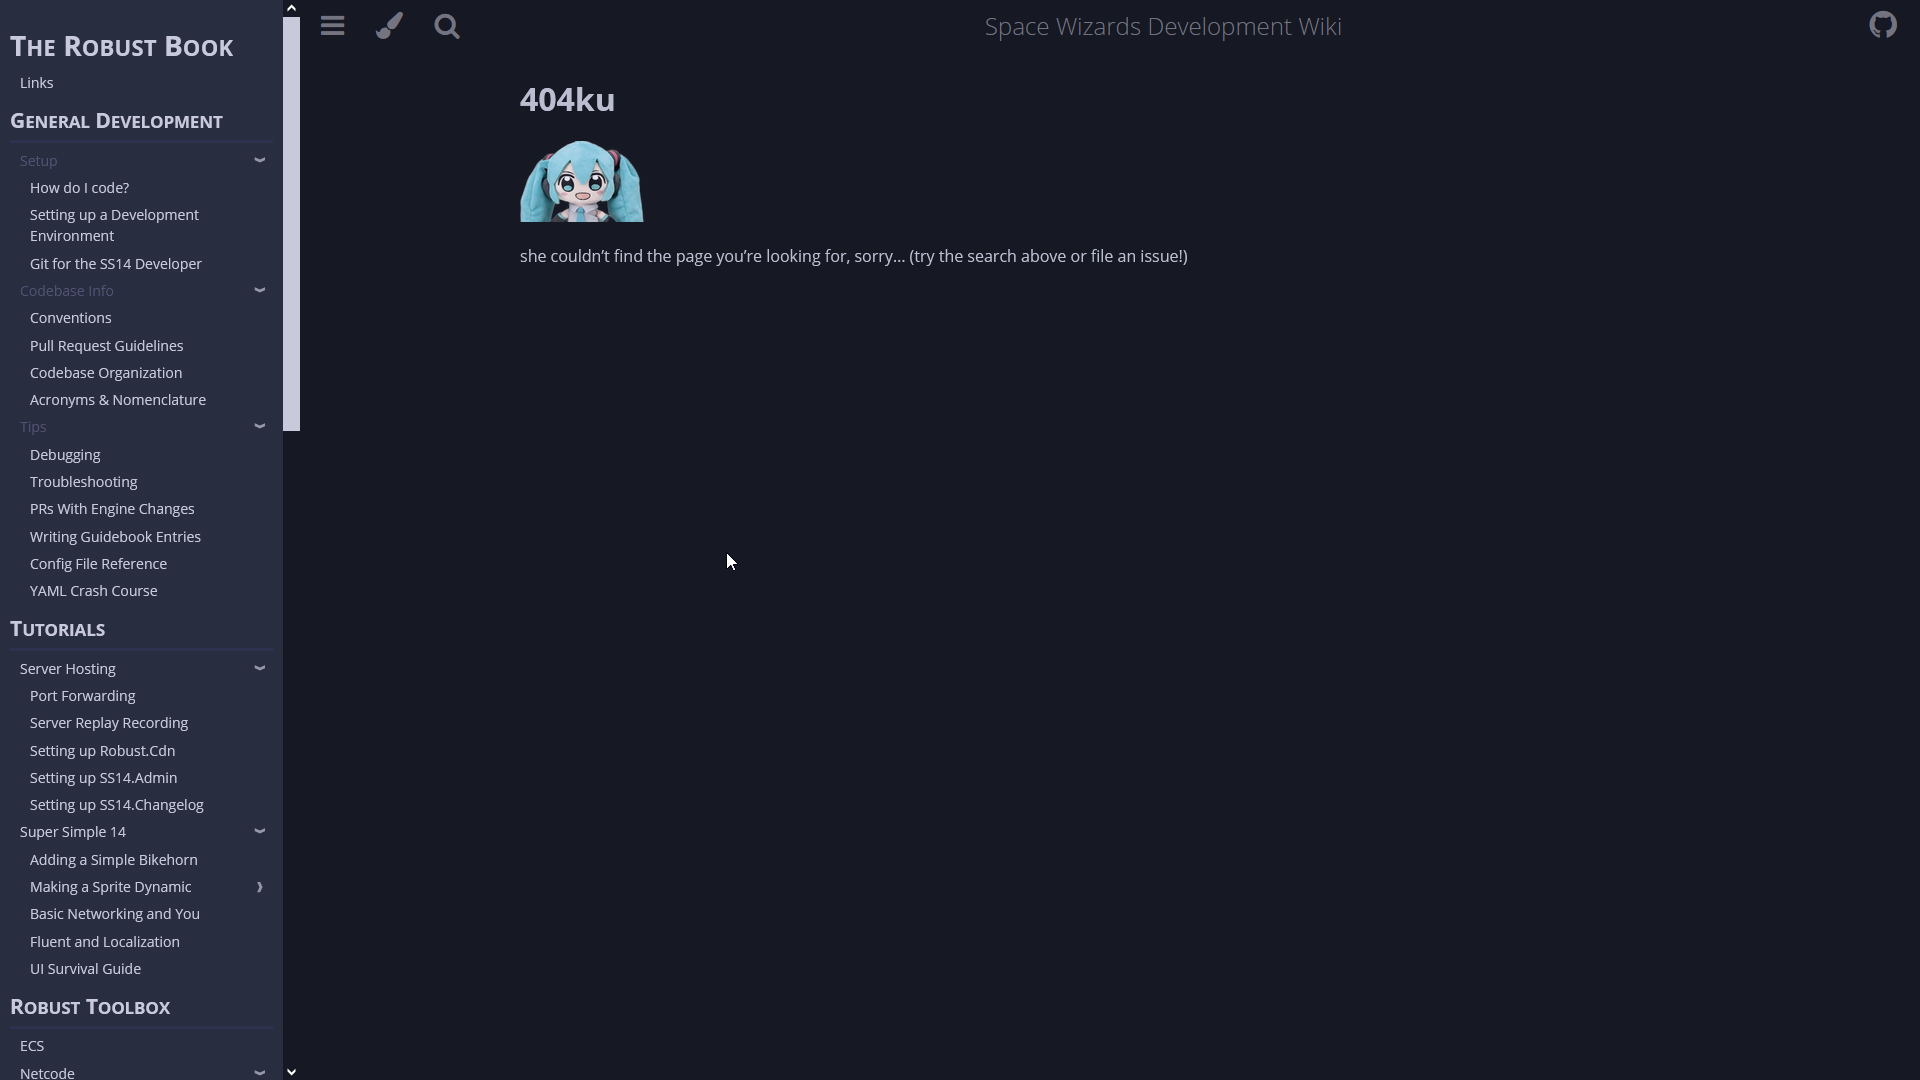 The Robust Book
Links
General Development
Setup
How do I code?
Setting up a Development
Environment
Git for the SS14 Developer
Codebase Info
Conventions
Pull Request Guidelines
Codebase Organization
Acronyms & Nomenclature
Tips
Debugging
Troubleshooting
PRs With Engine Changes
Writing Guidebook Entries
Config File Reference
YAML Crash Course
Tutorials
Server Hosting
Port Forwarding
Server Replay Recording
Setting up Robust.Cdn
Setting up SS14.Admin
Setting up SS14.Changelog
Super Simple 14
Adding a Simple Bikehorn
Making a Sprite Dynamic
Basic Networking and You
Fluent and Localization
UI Survival Guide
Robust Toolbox
ECS
Netcode
Space Wizards Development Wiki
404ku
she couldn’t find the page you’re looking for, sorry… (try the search above or file an issue!)